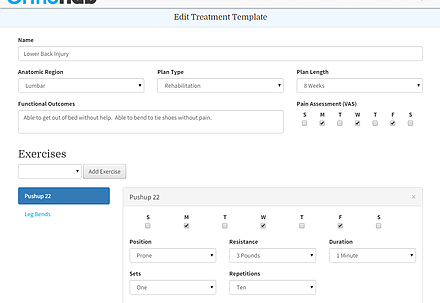 Edit Treatment Template
Name
Lower Back Injury
Anatomic Region Plan Type Plan Length
Lumbar Rehabilitation 8 Weeks
Functional Outcomes Pain Assessment (VAS)
Able to get out of bed without help. Able to bend to tie shoes without pain.
S M T W T F S
Exercises
Add Exercise
Pushup 22 Pushup 22 ×
Leg Bends
S M T W T F S
Position Resistance Duration
Prone 3 Pounds 1 Minute
Sets Repetitions
One Ten